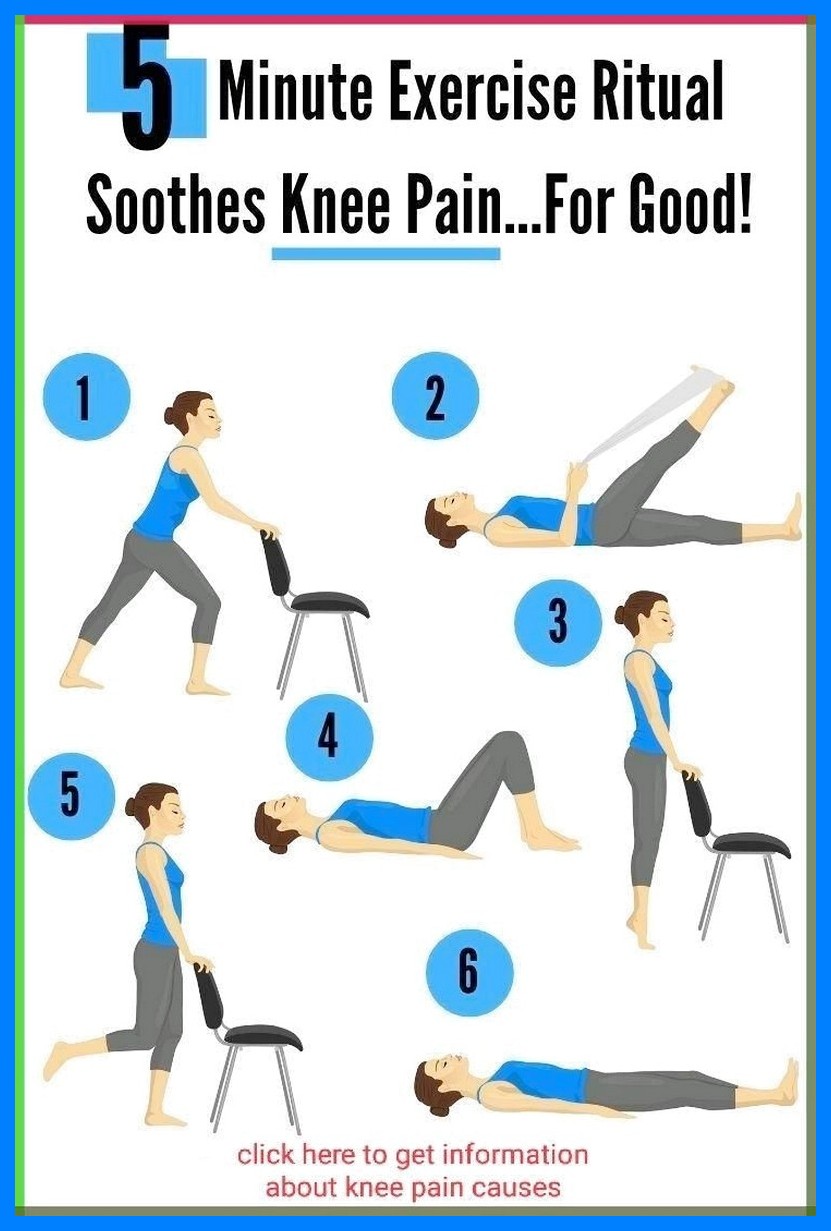 5 Minute Exercise Ritual
Soothes Knee Pain...For Good!
1
2
3
4
5
6
click here to get information
about knee pain causes